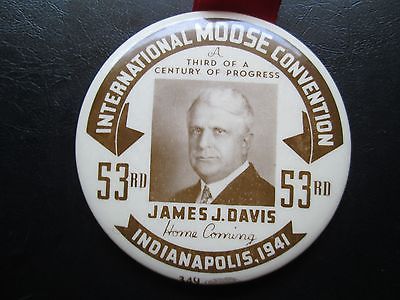 INTERNATIONAL MOOSE CONVENTION
A
THIRD OF A
CENTURY OF PROGRESS
53RD 53RD
JAMES J. DAVIS
Home Coming
INDIANAPOLIS, 1941